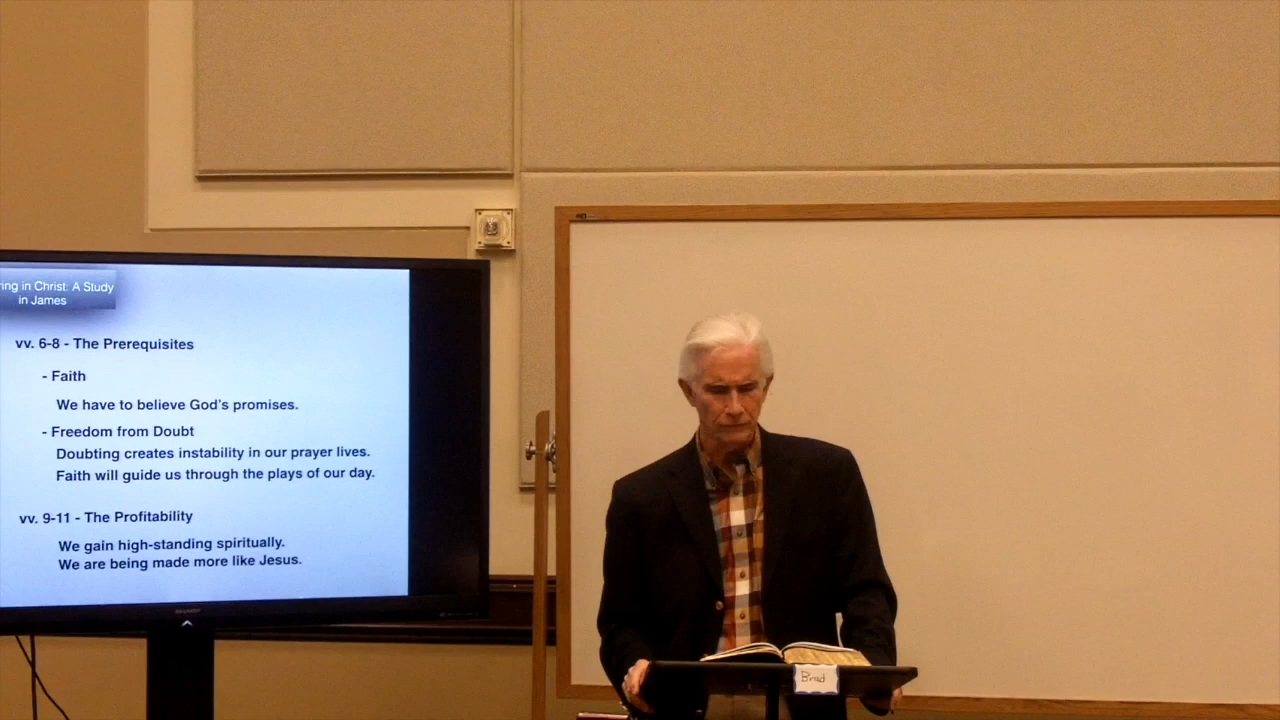 ring in Christ: A Study
in James
vv. 6-8 - The Prerequisites
- Faith
We have to believe God's promises.
- Freedom from Doubt
Doubting creates instability in our prayer lives.
Faith will guide us through the plays of our day.
vv. 9-11 - The Profitability
We gain high-standing spiritually.
We are being made more like Jesus.
Brad